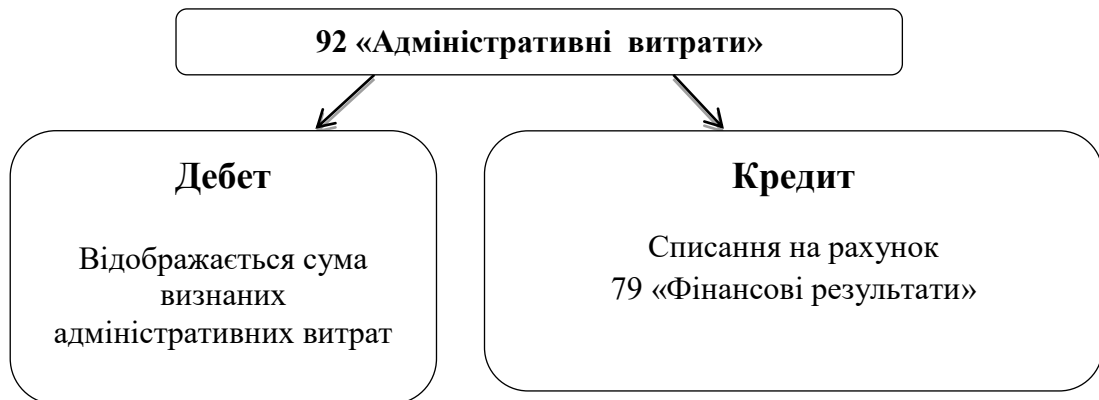 92 «Адміністративні витрати»
Дебет
Відображається сума
визнаних
адміністративних витрат
Кредит
Списання на рахунок
79 «Фінансові результати»